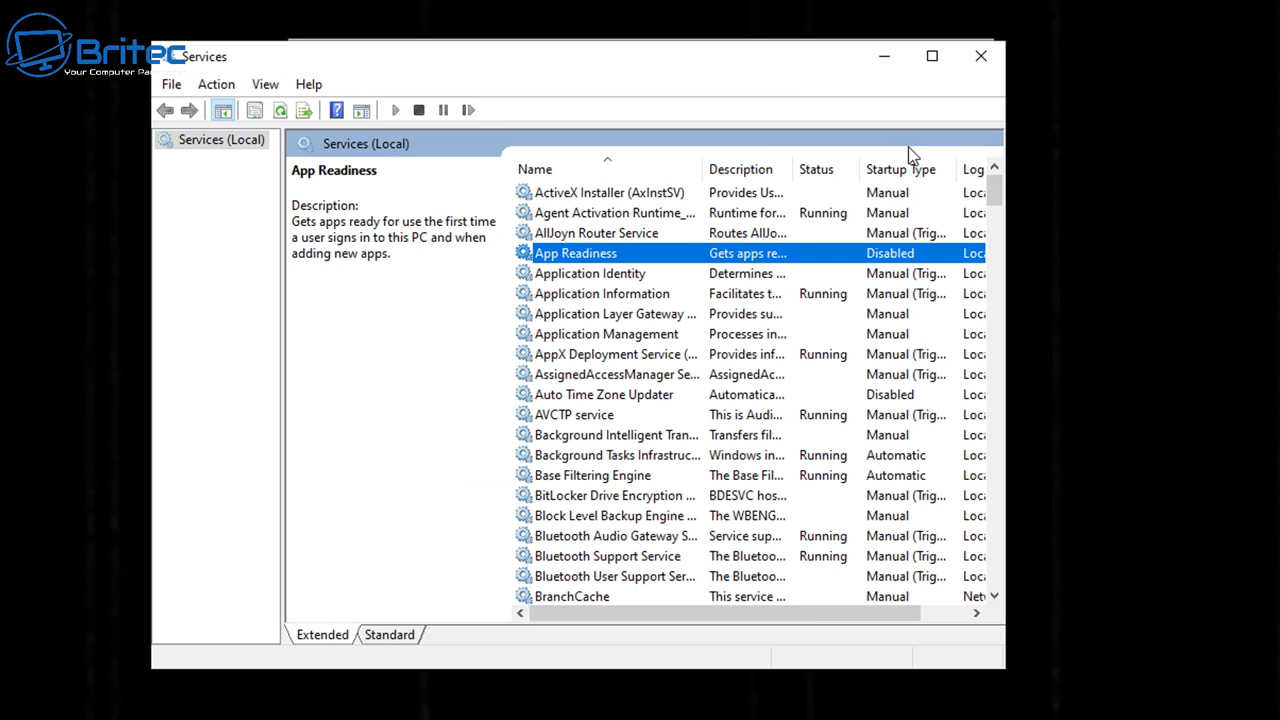 Britec
Services
File Action View Help
Services (Local)
Services (Local)
App Readiness
Description:
Gets apps ready for use the first time
a user signs in to this PC and when
adding new apps.
Name Description Status Startup Type Log
ActiveX Installer (AxInstSV) Provides Us... Manual Loca
Agent Activation Runtime_... Runtime for... Running Manual Loca
AllJoyn Router Service Routes AllJo... Manual (Trig... Loca
App Readiness Gets apps re... Disabled Loca
Application Identity Determines ... Manual (Trig... Loca
Application Information Facilitates t... Running Manual (Trig... Loca
Application Layer Gateway ... Provides su... Manual Loca
Application Management Processes in... Manual Loca
AppX Deployment Service (... Provides inf... Running Manual (Trig... Loca
AssignedAccessManager Se... AssignedAc... Manual (Trig... Loca
Auto Time Zone Updater Automatica... Disabled Loca
AVCTP service This is Audi... Running Manual (Trig... Loca
Background Intelligent Tran... Transfers fil... Manual Loca
Background Tasks Infrastruc... Windows in... Running Automatic Loca
Base Filtering Engine The Base Fil... Running Automatic Loca
BitLocker Drive Encryption ... BDESVC hos... Manual (Trig... Loca
Block Level Backup Engine ... The WBENG... Manual Loca
Bluetooth Audio Gateway S... Service sup... Running Manual (Trig... Loca
Bluetooth Support Service The Bluetoo... Running Manual (Trig... Loca
Bluetooth User Support Ser... The Bluetoo... Manual (Trig... Loca
BranchCache This service ... Manual Net
Extended Standard